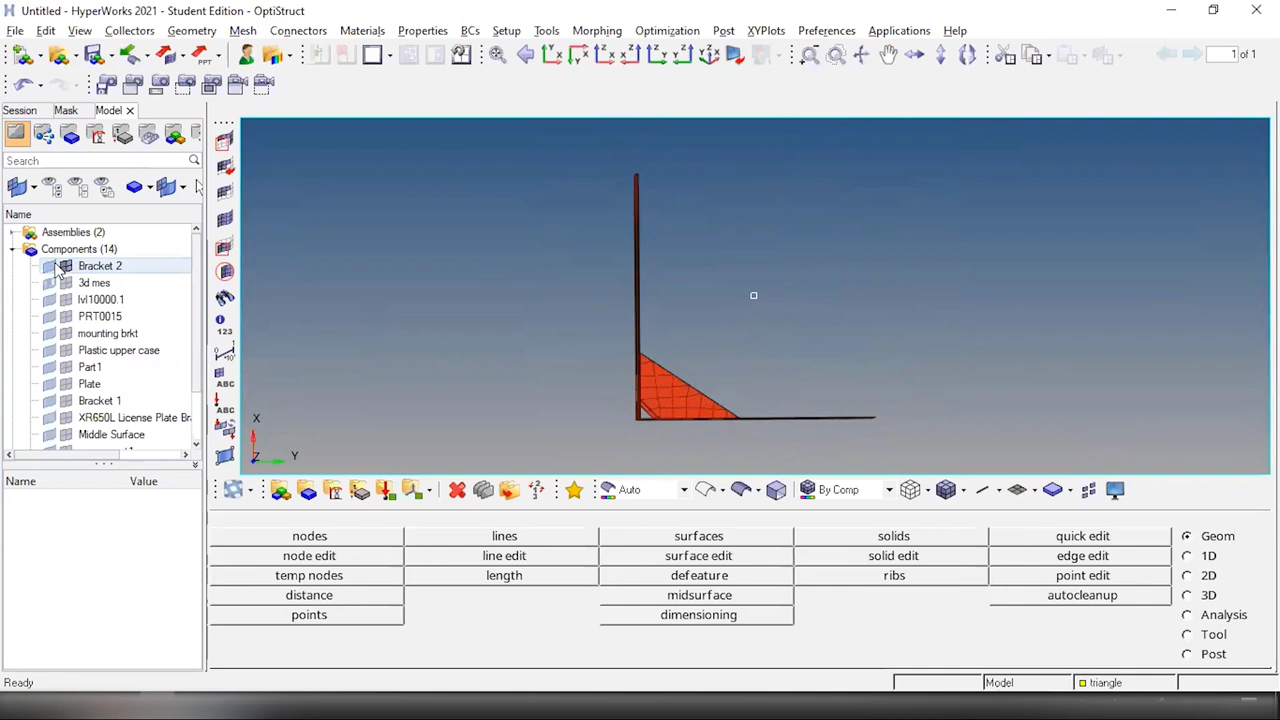 Untitled - HyperWorks 2021 - Student Edition - OptiStruct
File Edit View Collectors Geometry Mesh Connectors Materials Properties BCs Setup Tools Morphing Optimization Post XYPlots Preferences Applications Help
PPT
1 of 1
Session Mask Model
Search
Name
Assemblies (2)
Components (14)
Bracket 2
3d mes
lvl10000.1
PRT0015
mounting brkt
Plastic upper case
Part1
Plate
Bracket 1
XR650L License Plate Br
Middle Surface
Name Value
123
ABC
ABC
X
Z Y
Auto By Comp
nodes lines surfaces solids quick edit Geom
node edit line edit surface edit solid edit edge edit 1D
temp nodes length defeature ribs point edit 2D
distance midsurface autocleanup 3D
points dimensioning Analysis
Tool
Post
Ready Model triangle